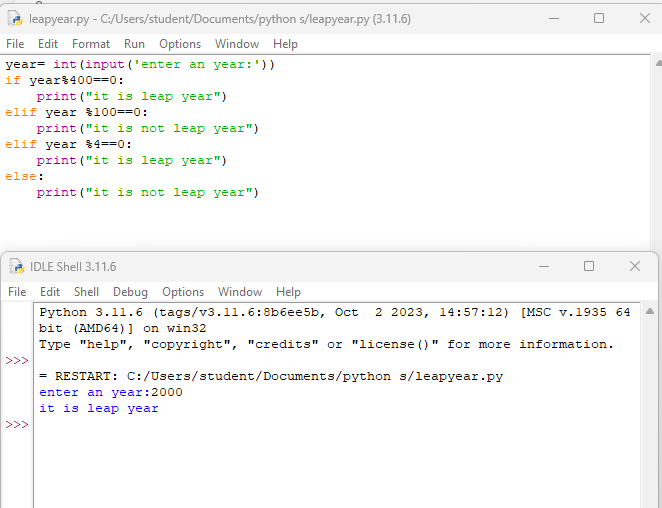 leapyear.py - C:/Users/student/Documents/python s/leapyear.py (3.11.6)
File Edit Format Run Options Window Help
year= int(input('enter an year:'))
if year%400==0:
    print("it is leap year")
elif year %100==0:
    print("it is not leap year")
elif year %4==0:
    print("it is leap year")
else:
    print("it is not leap year")
IDLE Shell 3.11.6
File Edit Shell Debug Options Window Help
Python 3.11.6 (tags/v3.11.6:8b6ee5b, Oct  2 2023, 14:57:12) [MSC v.1935 64
bit (AMD64)] on win32
Type "help", "copyright", "credits" or "license()" for more information.
>>>
= RESTART: C:/Users/student/Documents/python s/leapyear.py
enter an year:2000
it is leap year
>>>